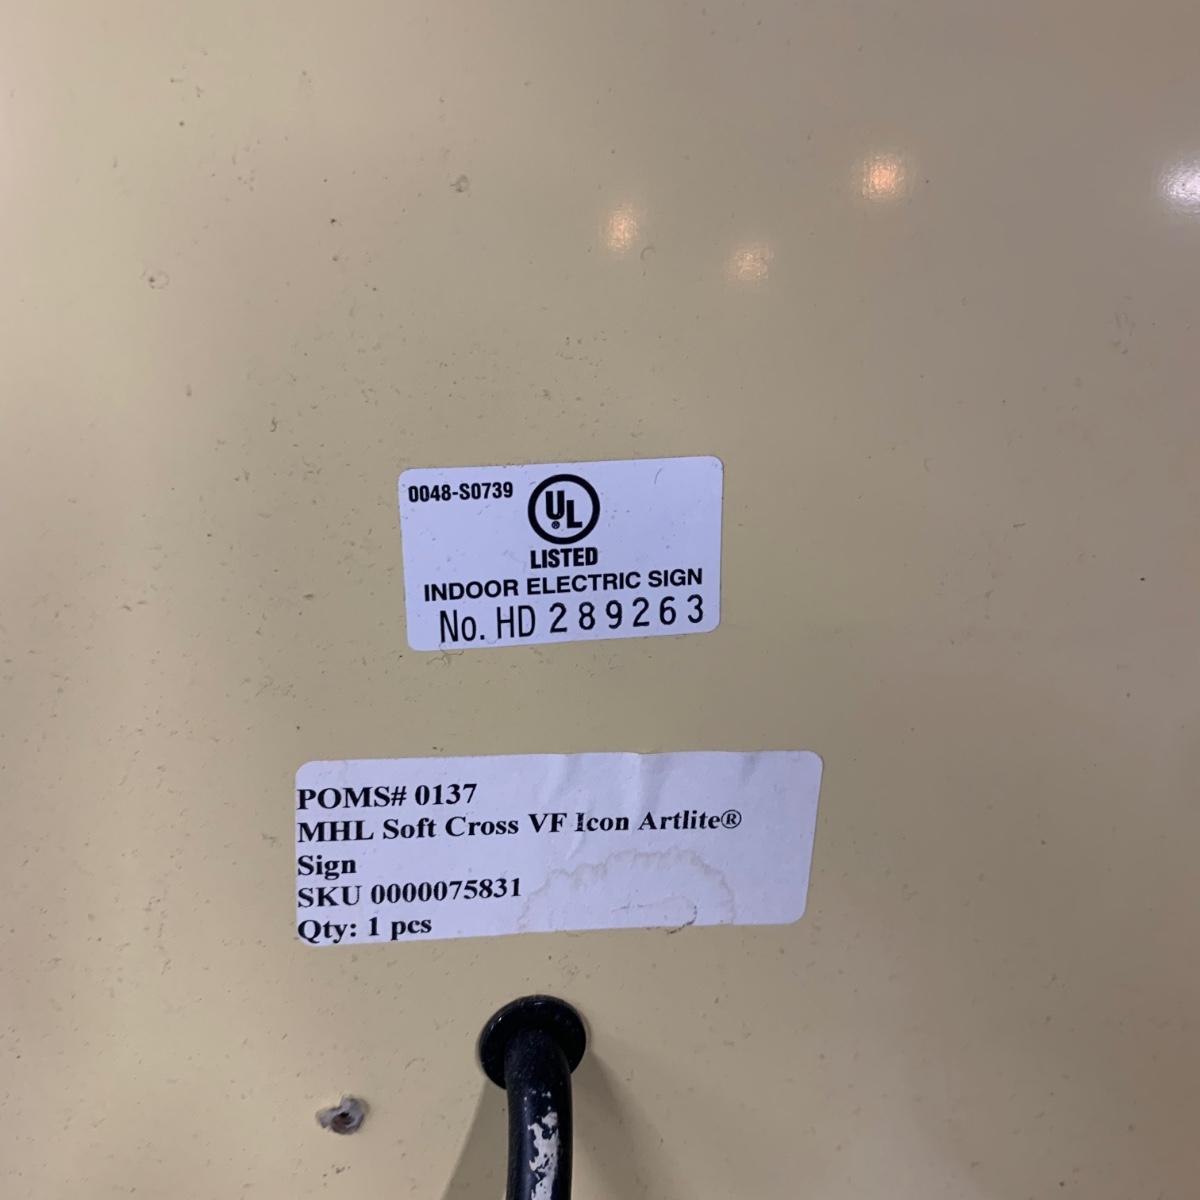 0048-S0739
UL
®
LISTED
INDOOR ELECTRIC SIGN
No. HD 289263
POMS# 0137
MHL Soft Cross VF Icon Artlite®
Sign
SKU 0000075831
Qty: 1 pcs